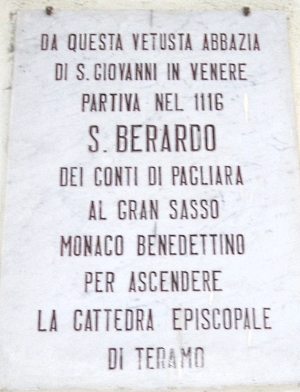 DA QUESTA VETUSTA ABBAZIA
DI S. GIOVANNI IN VENERE
PARTIVA NEL 1116
S. BERARDO
DEI CONTI DI PAGLIARA
AL GRAN SASSO
MONACO BENEDETTINO
PER ASCENDERE
LA CATTEDRA EPISCOPALE
DI TERAMO